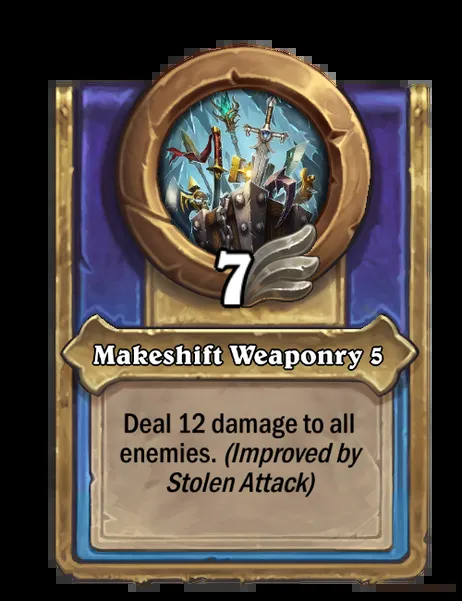 7
Makeshift Weaponry 5
Deal 12 damage to all
enemies. (Improved by
Stolen Attack)